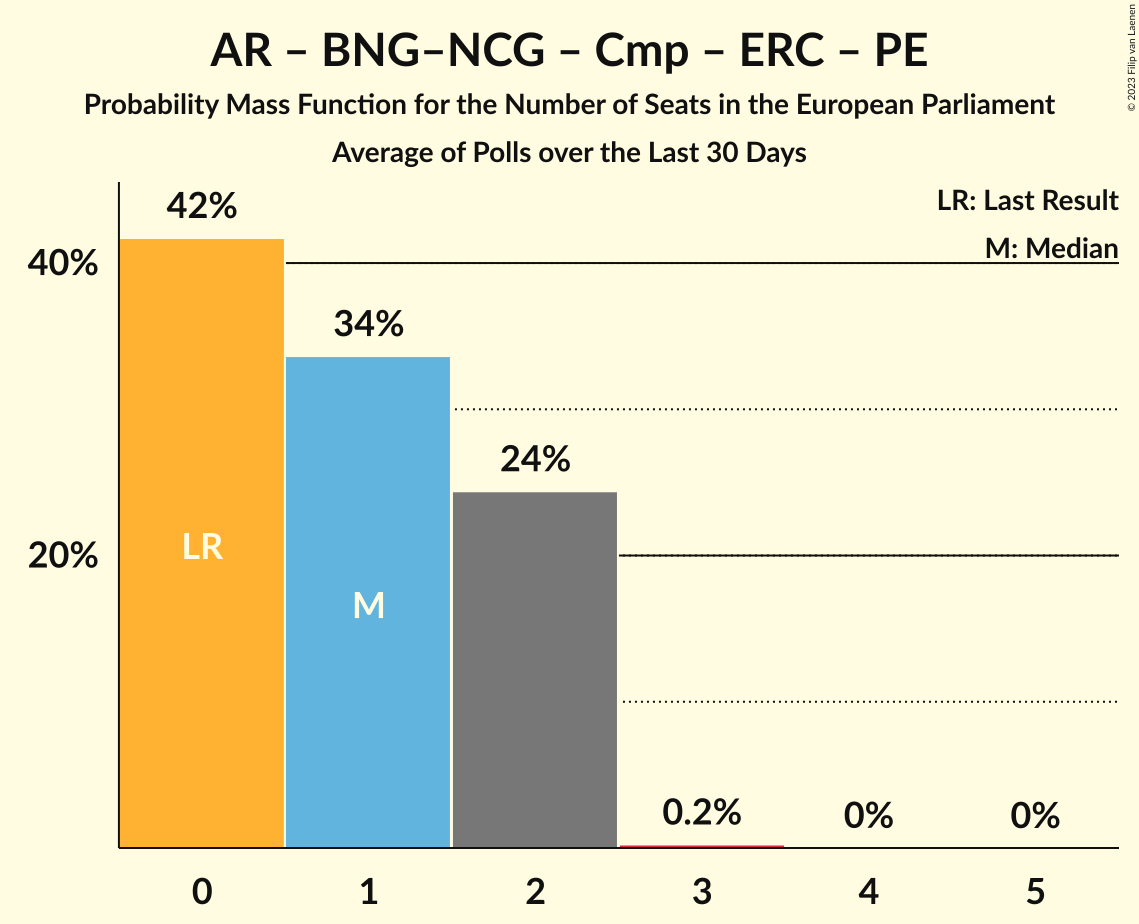 AR – BNG–NCG – Cmp – ERC – PE
Probability Mass Function for the Number of Seats in the European Parliament
Average of Polls over the Last 30 Days
© 2023 Filip van Laenen
LR: Last Result
M: Median
42%
40%
34%
24%
20%
LR
M
0.2%
0%
0%
0
1
2
3
4
5